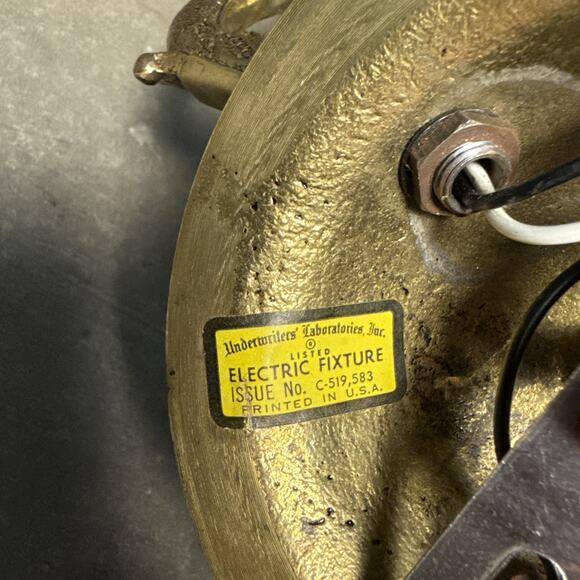 Underwriters' Laboratories, Inc.
®
LISTED
ELECTRIC FIXTURE
ISSUE No. C-519,583
PRINTED IN U.S.A.